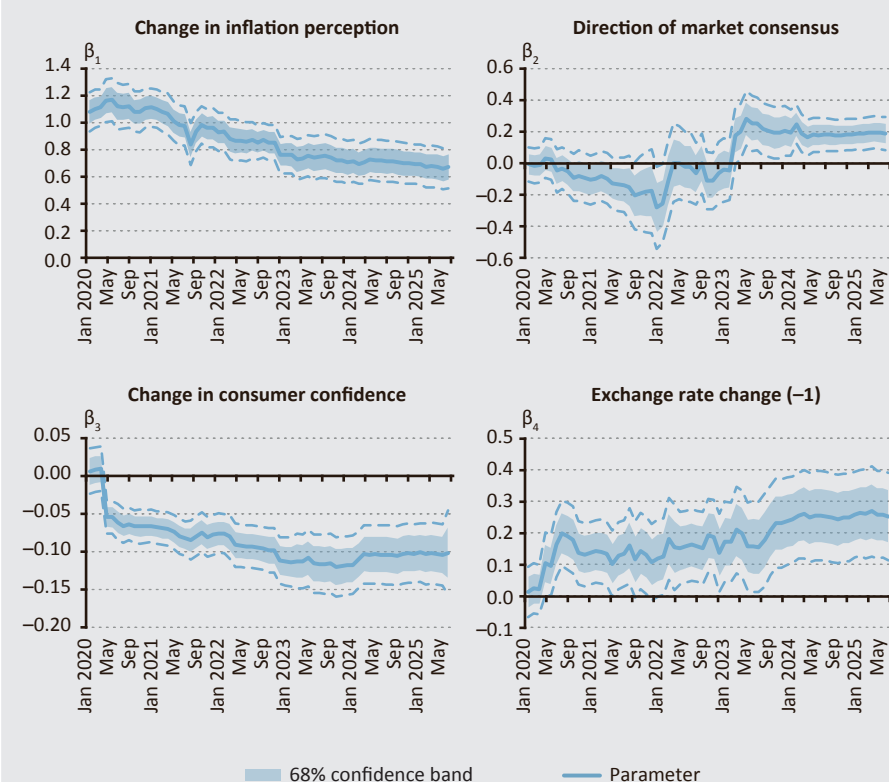 Change in inflation perception
β1
1.4
1.2
1.0
0.8
0.6
0.4
0.2
0.0
Jan 2020
May
Sep
Jan 2021
May
Sep
Jan 2022
May
Sep
Jan 2023
May
Sep
Jan 2024
May
Sep
Jan 2025
May
Direction of market consensus
β2
0.6
0.4
0.2
0.0
−0.2
−0.4
−0.6
Jan 2020
May
Sep
Jan 2021
May
Sep
Jan 2022
May
Sep
Jan 2023
May
Sep
Jan 2024
May
Sep
Jan 2025
May
Change in consumer confidence
β3
0.05
0.00
−0.05
−0.10
−0.15
−0.20
Jan 2020
May
Sep
Jan 2021
May
Sep
Jan 2022
May
Sep
Jan 2023
May
Sep
Jan 2024
May
Sep
Jan 2025
May
Exchange rate change (−1)
β4
0.5
0.4
0.3
0.2
0.1
0.0
−0.1
Jan 2020
May
Sep
Jan 2021
May
Sep
Jan 2022
May
Sep
Jan 2023
May
Sep
Jan 2024
May
Sep
Jan 2025
May
68% confidence band
Parameter